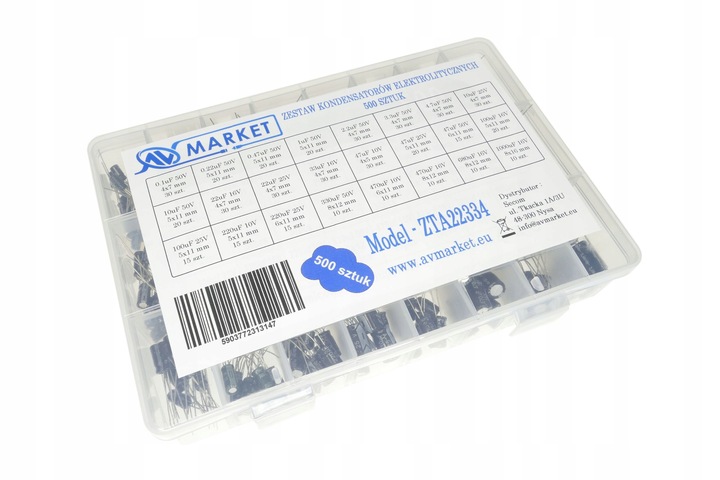 AV MARKET
ZESTAW KONDENSATORÓW ELEKTROLITYCZNYCH
500 SZTUK
0.1uF 50V 4x7 mm 30 szt.
0.22uF 50V 5x11 mm 20 szt.
0.47uF 50V 5x11 mm 20 szt.
1uF 50V 5x11 mm 20 szt.
2.2uF 50V 4x7 mm 30 szt.
3.3uF 50V 4x7 mm 30 szt.
4.7uF 50V 4x7 mm 30 szt.
10uF 25V 4x7 mm 30 szt.
10uF 50V 5x11 mm 20 szt.
22uF 16V 4x7 mm 30 szt.
22uF 25V 4x5 mm 30 szt.
33uF 16V 4x7 mm 30 szt.
47uF 10V 4x5 mm 30 szt.
47uF 25V 5x11 mm 20 szt.
47uF 50V 6x11 mm 15 szt.
100uF 16V 5x11 mm 20 szt.
100uF 25V 5x11 mm 15 szt.
220uF 10V 5x11 mm 15 szt.
220uF 25V 6x11 mm 15 szt.
330uF 50V 8x12 mm 10 szt.
470uF 10V 6x11 mm 10 szt.
470uF 16V 8x12 mm 10 szt.
680uF 16V 8x12 mm 10 szt.
1000uF 16V 8x16 mm 10 szt.
500 sztuk
Model - ZTA22334
www.avmarket.eu
Dystrybutor :
Secom
ul. Tkacka 1A/3U
48-300 Nysa
info@avmarket.eu
5903772313147